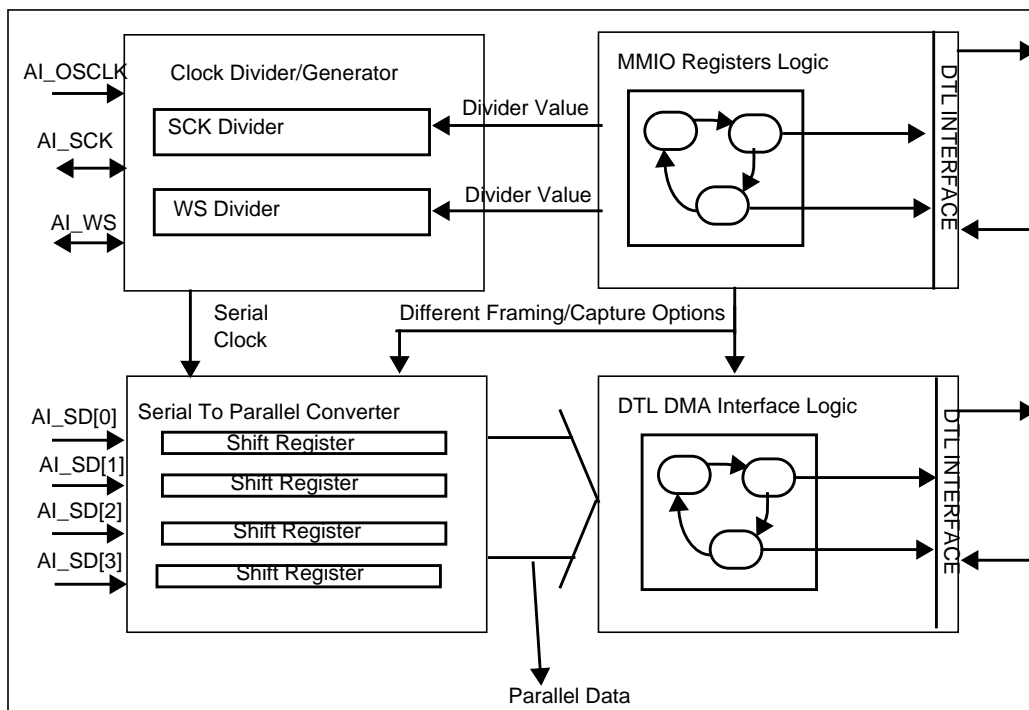 AI_OSCLK
AI_SCK
AI_WS
Clock Divider/Generator
SCK Divider
WS Divider
Divider Value
Divider Value
MMIO Registers Logic
DTL INTERFACE
Serial
Clock
Different Framing/Capture Options
AI_SD[0]
AI_SD[1]
AI_SD[2]
AI_SD[3]
Serial To Parallel Converter
Shift Register
Shift Register
Shift Register
Shift Register
DTL DMA Interface Logic
DTL INTERFACE
Parallel Data